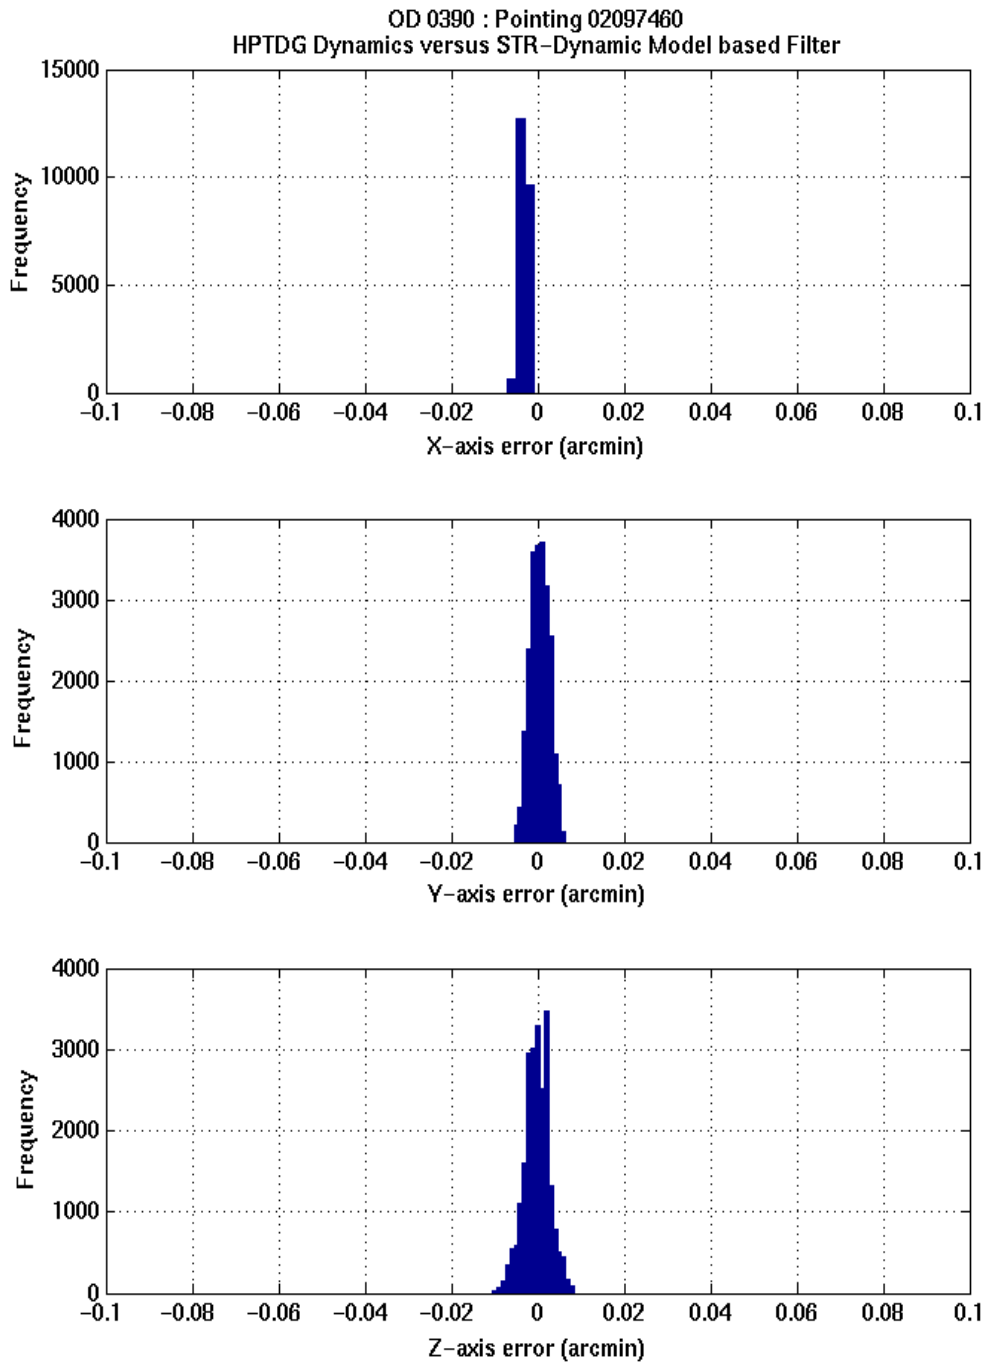 OD 0390 : Pointing 02097460
HPTDG Dynamics versus STR-Dynamic Model based Filter
15000
10000
5000
0
Frequency
-0.1 -0.08 -0.06 -0.04 -0.02 0 0.02 0.04 0.06 0.08 0.1
X-axis error (arcmin)
4000
3000
2000
1000
0
Frequency
-0.1 -0.08 -0.06 -0.04 -0.02 0 0.02 0.04 0.06 0.08 0.1
Y-axis error (arcmin)
4000
3000
2000
1000
0
Frequency
-0.1 -0.08 -0.06 -0.04 -0.02 0 0.02 0.04 0.06 0.08 0.1
Z-axis error (arcmin)